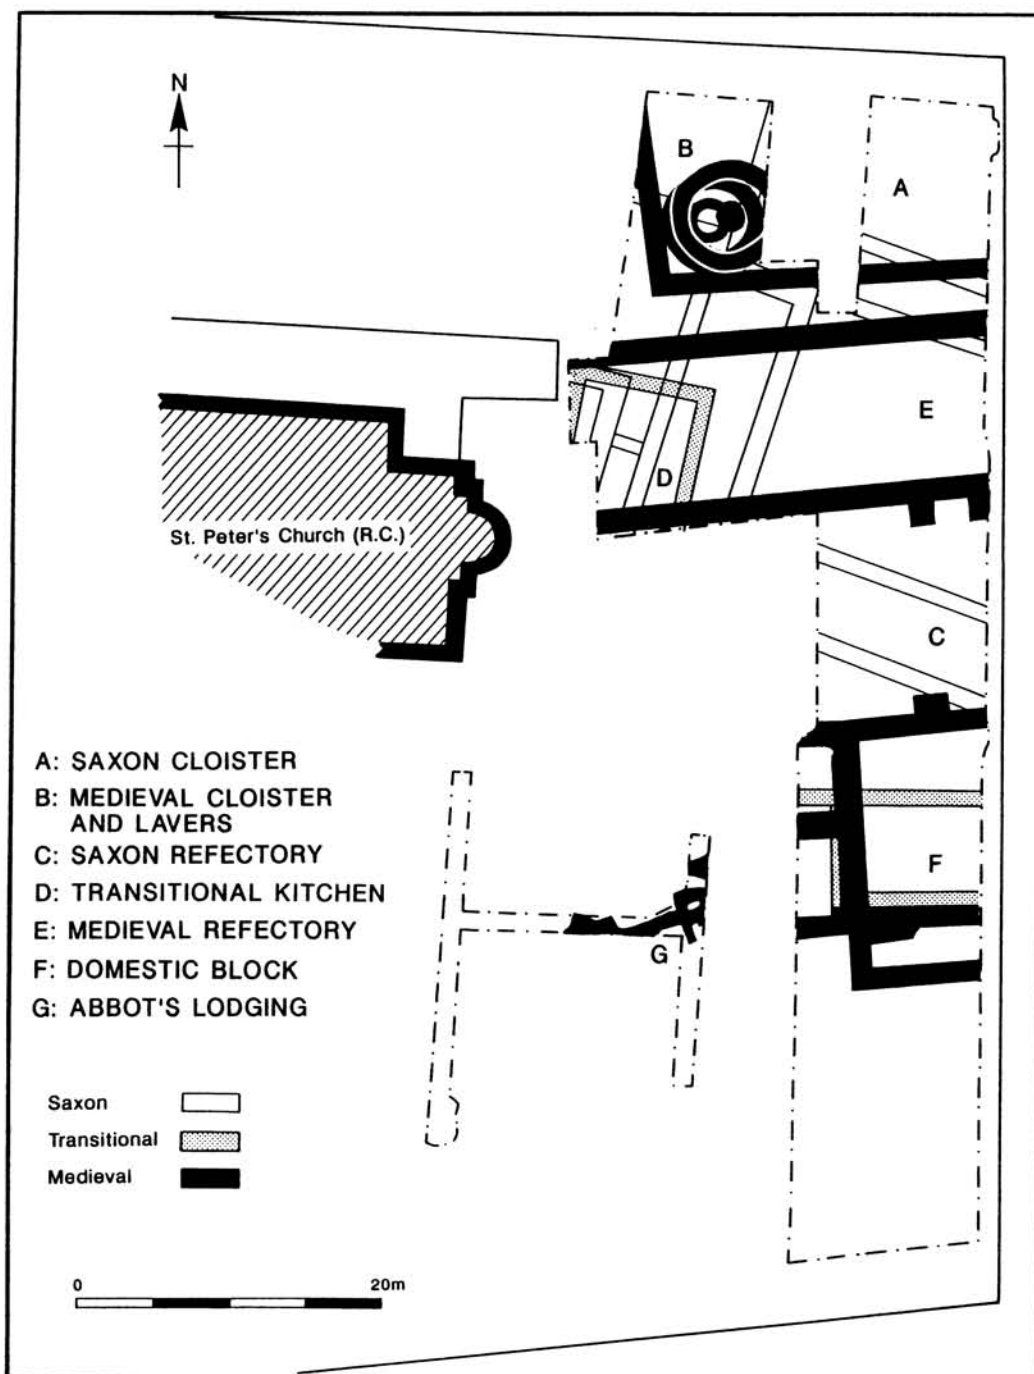 N
B
A
E
D
St. Peter's Church (R.C.)
C
A: SAXON CLOISTER
B: MEDIEVAL CLOISTER
AND LAVERS
C: SAXON REFECTORY
D: TRANSITIONAL KITCHEN
E: MEDIEVAL REFECTORY
F: DOMESTIC BLOCK
G: ABBOT'S LODGING
F
G
Saxon
Transitional
Medieval
0 20m